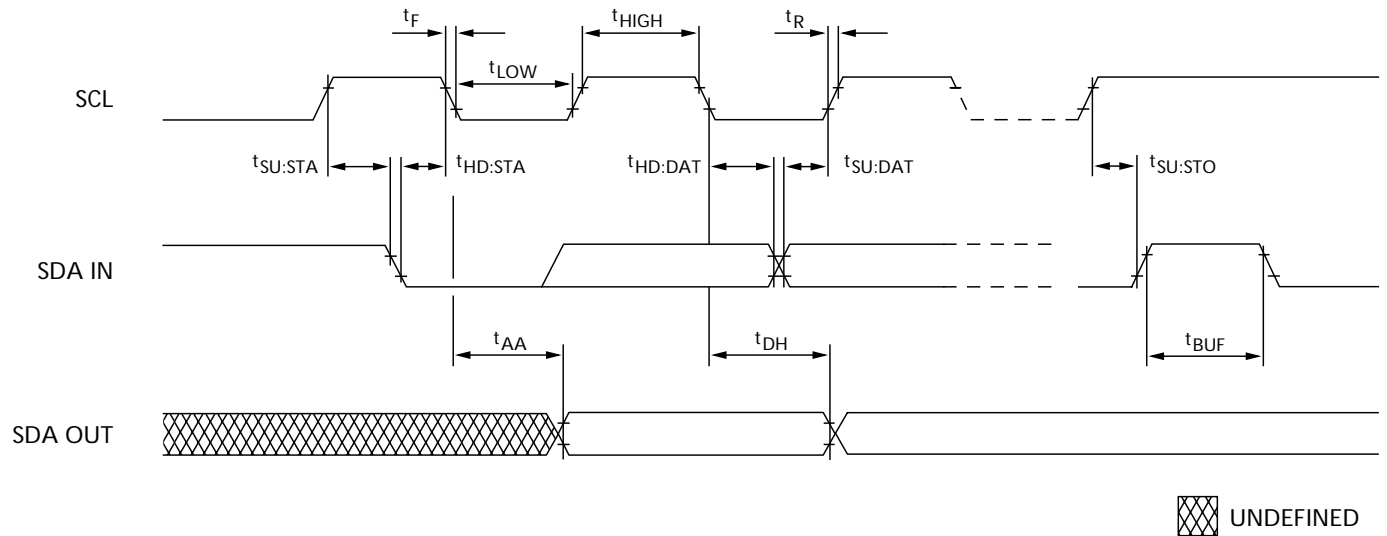 tF tHIGH tR
tLOW
SCL
tSU:STA tHD:STA tHD:DAT tSU:DAT tSU:STO
SDA IN
tAA tDH tBUF
SDA OUT
UNDEFINED